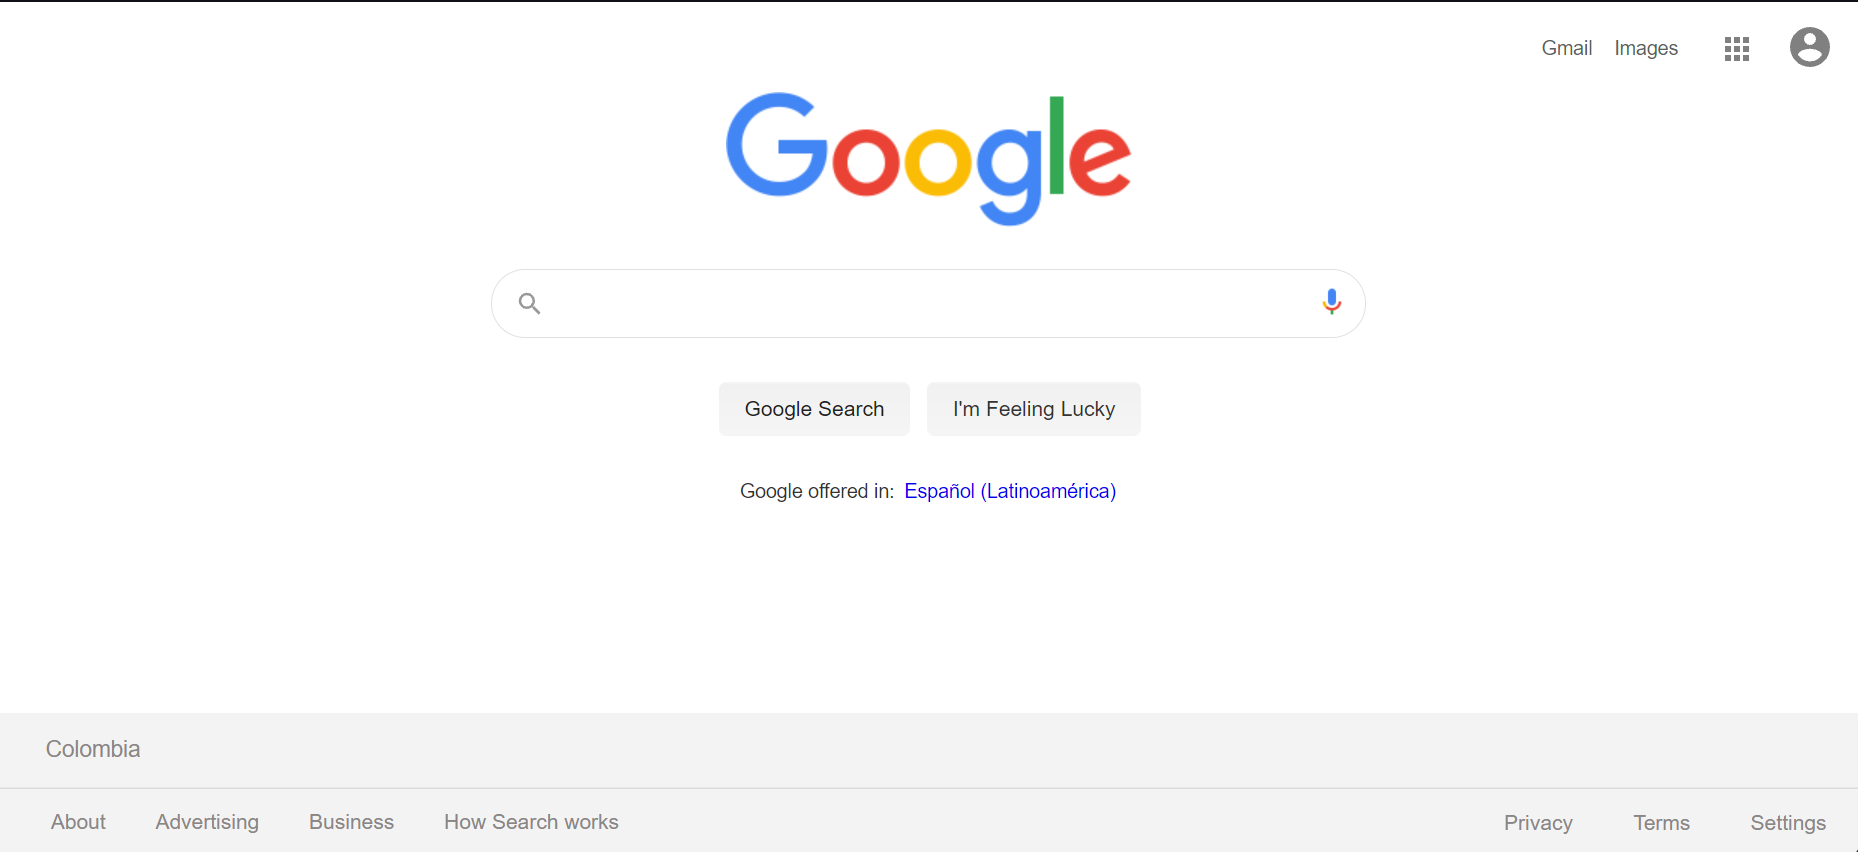 Gmail Images
Google
Google Search I'm Feeling Lucky
Google offered in: Español (Latinoamérica)
Colombia
About Advertising Business How Search works Privacy Terms Settings